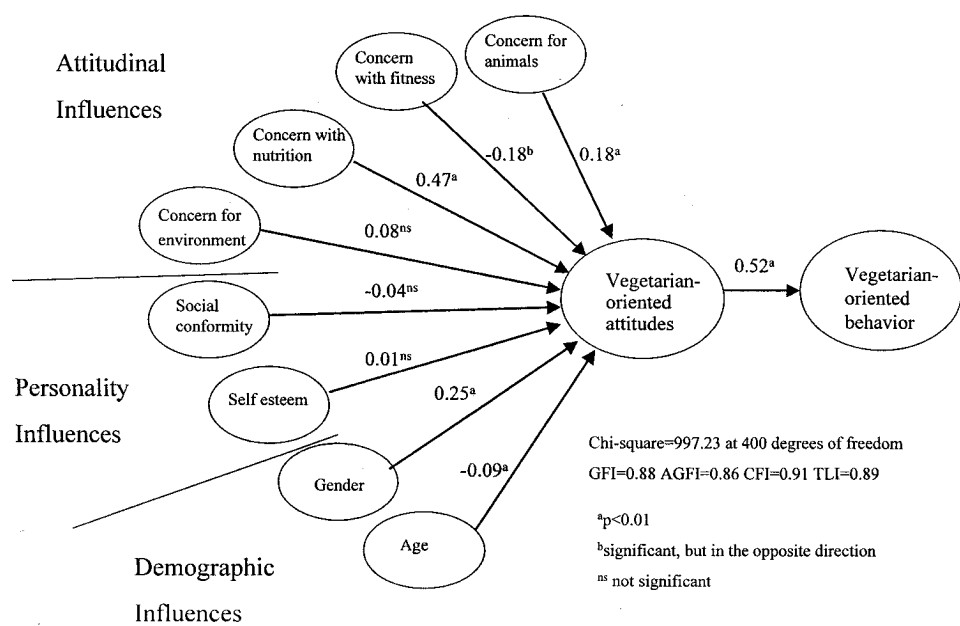 Attitudinal
Influences
Concern
with fitness
Concern for
animals
Concern with
nutrition
-0.18ᵇ
0.18ᵃ
0.47ᵃ
Concern for
environment
0.08ⁿˢ
Social
conformity
-0.04ⁿˢ
Vegetarian-
oriented
attitudes
0.52ᵃ
Vegetarian-
oriented
behavior
Personality
Influences
Self esteem
0.01ⁿˢ
Gender
0.25ᵃ
Age
-0.09ᵃ
Demographic
Influences
Chi-square=997.23 at 400 degrees of freedom
GFI=0.88 AGFI=0.86 CFI=0.91 TLI=0.89
ᵃp<0.01
ᵇsignificant, but in the opposite direction
ⁿˢ not significant